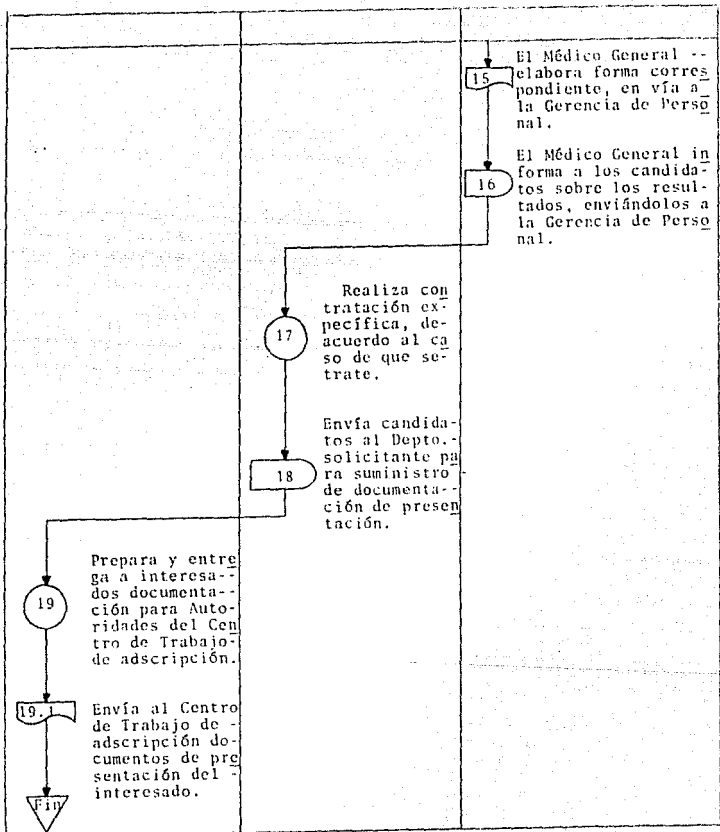 15
El Médico General --
elabora forma corres
pondiente, en vía a
la Gerencia de Perso
nal.
16
El Médico General in
forma a los candida-
tos sobre los resul-
tados, enviándolos a
la Gerencia de Perso
nal.
17
Realiza con
tratación ex-
pecífica, de-
acuerdo al ca
so de que se-
trate.
18
Envía candida-
tos al Depto.-
solicitante pa
ra suministro
de documenta--
ción de presen
tación.
19
Prepara y entre
ga a interesa--
dos documenta--
ción para Auto-
ridades del Cen
tro de Trabajo-
de adscripción.
19.1
Envía al Centro
de Trabajo de -
adscripción do-
cumentos de pre
sentación del -
interesado.
Fin